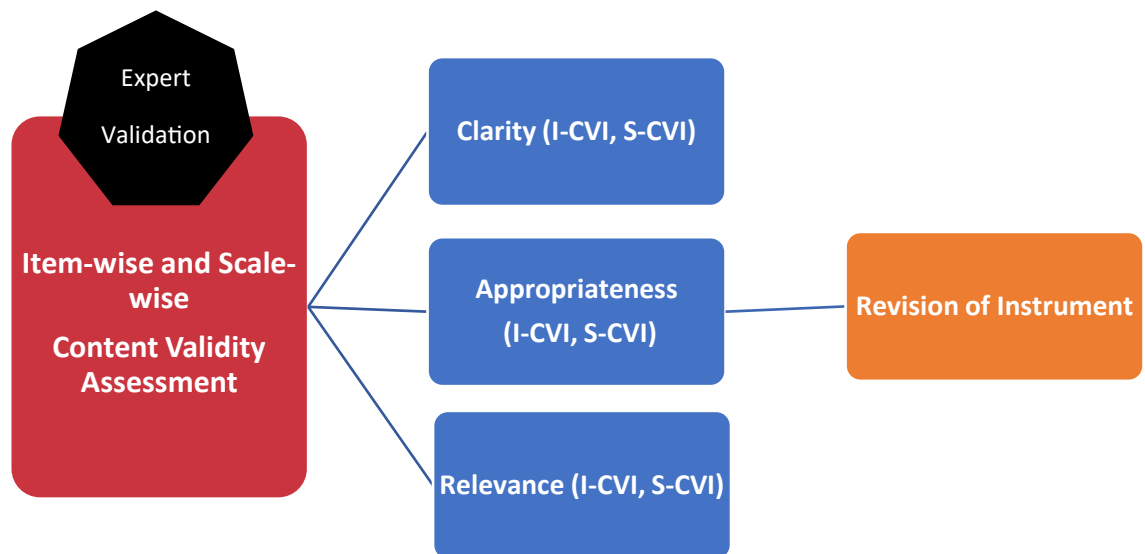 Expert
Validation
Item-wise and Scale-
wise
Content Validity
Assessment
Clarity (I-CVI, S-CVI)
Appropriateness
(I-CVI, S-CVI)
Relevance (I-CVI, S-CVI)
Revision of Instrument